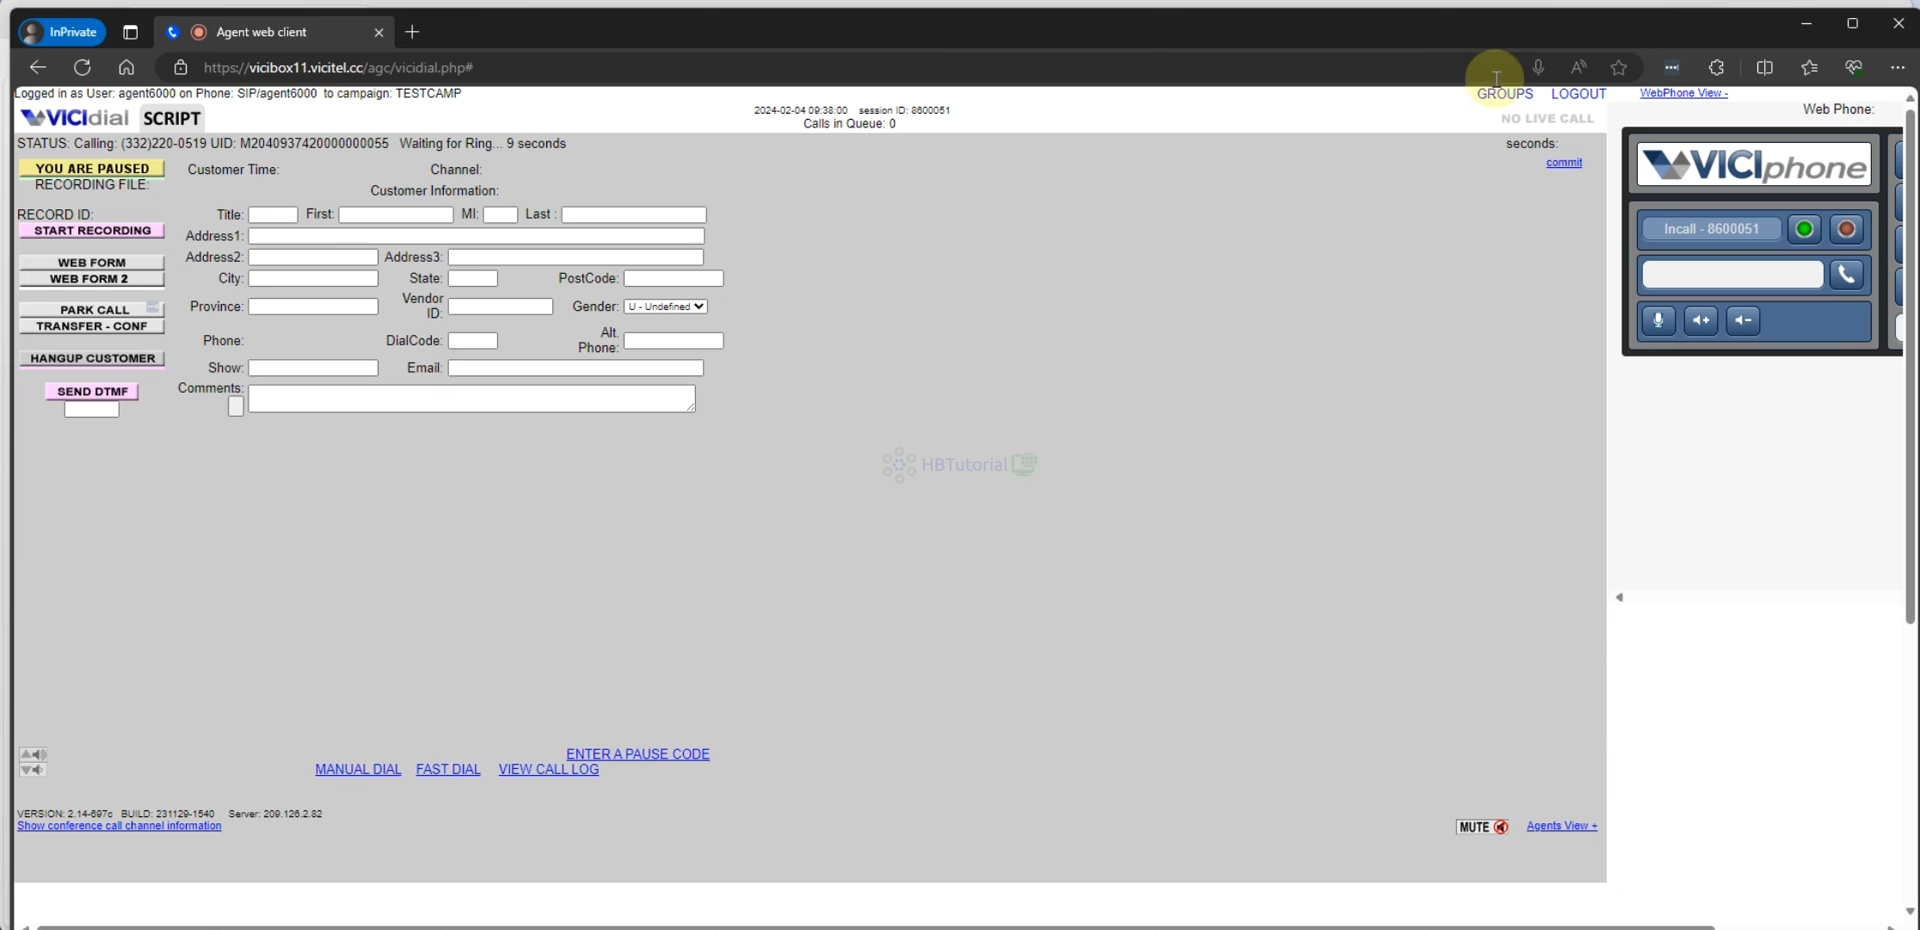 InPrivate Agent web client
https://vicibox11.vicitel.cc/agc/vicidial.php#
Logged in as User: agent6000 on Phone: SIP/agent6000 to campaign: TESTCAMP
GROUPS LOGOUT WebPhone View -
VICIdial SCRIPT
2024-02-04 09:38:00 session ID: 8600051
Calls in Queue: 0
NO LIVE CALL
Web Phone:
STATUS: Calling: (332)220-0519 UID: M2040937420000000055 Waiting for Ring... 9 seconds
seconds:
YOU ARE PAUSED
Customer Time: Channel:
commit
VICIphone
RECORDING FILE:
Customer Information:
RECORD ID:
Title: First: MI: Last :
START RECORDING
Incall - 8600051
Address1:
Address2: Address3:
WEB FORM
WEB FORM 2
City: State: PostCode:
Province: Vendor ID: Gender: U - Undefined
PARK CALL
TRANSFER - CONF
Phone: DialCode: Alt. Phone:
HANGUP CUSTOMER
Show: Email:
SEND DTMF
Comments:
HBTutorial
ENTER A PAUSE CODE
MANUAL DIAL FAST DIAL VIEW CALL LOG
VERSION: 2.14-697c BUILD: 231129-1540 Server: 209.126.2.82
Show conference call channel information
MUTE Agents View +